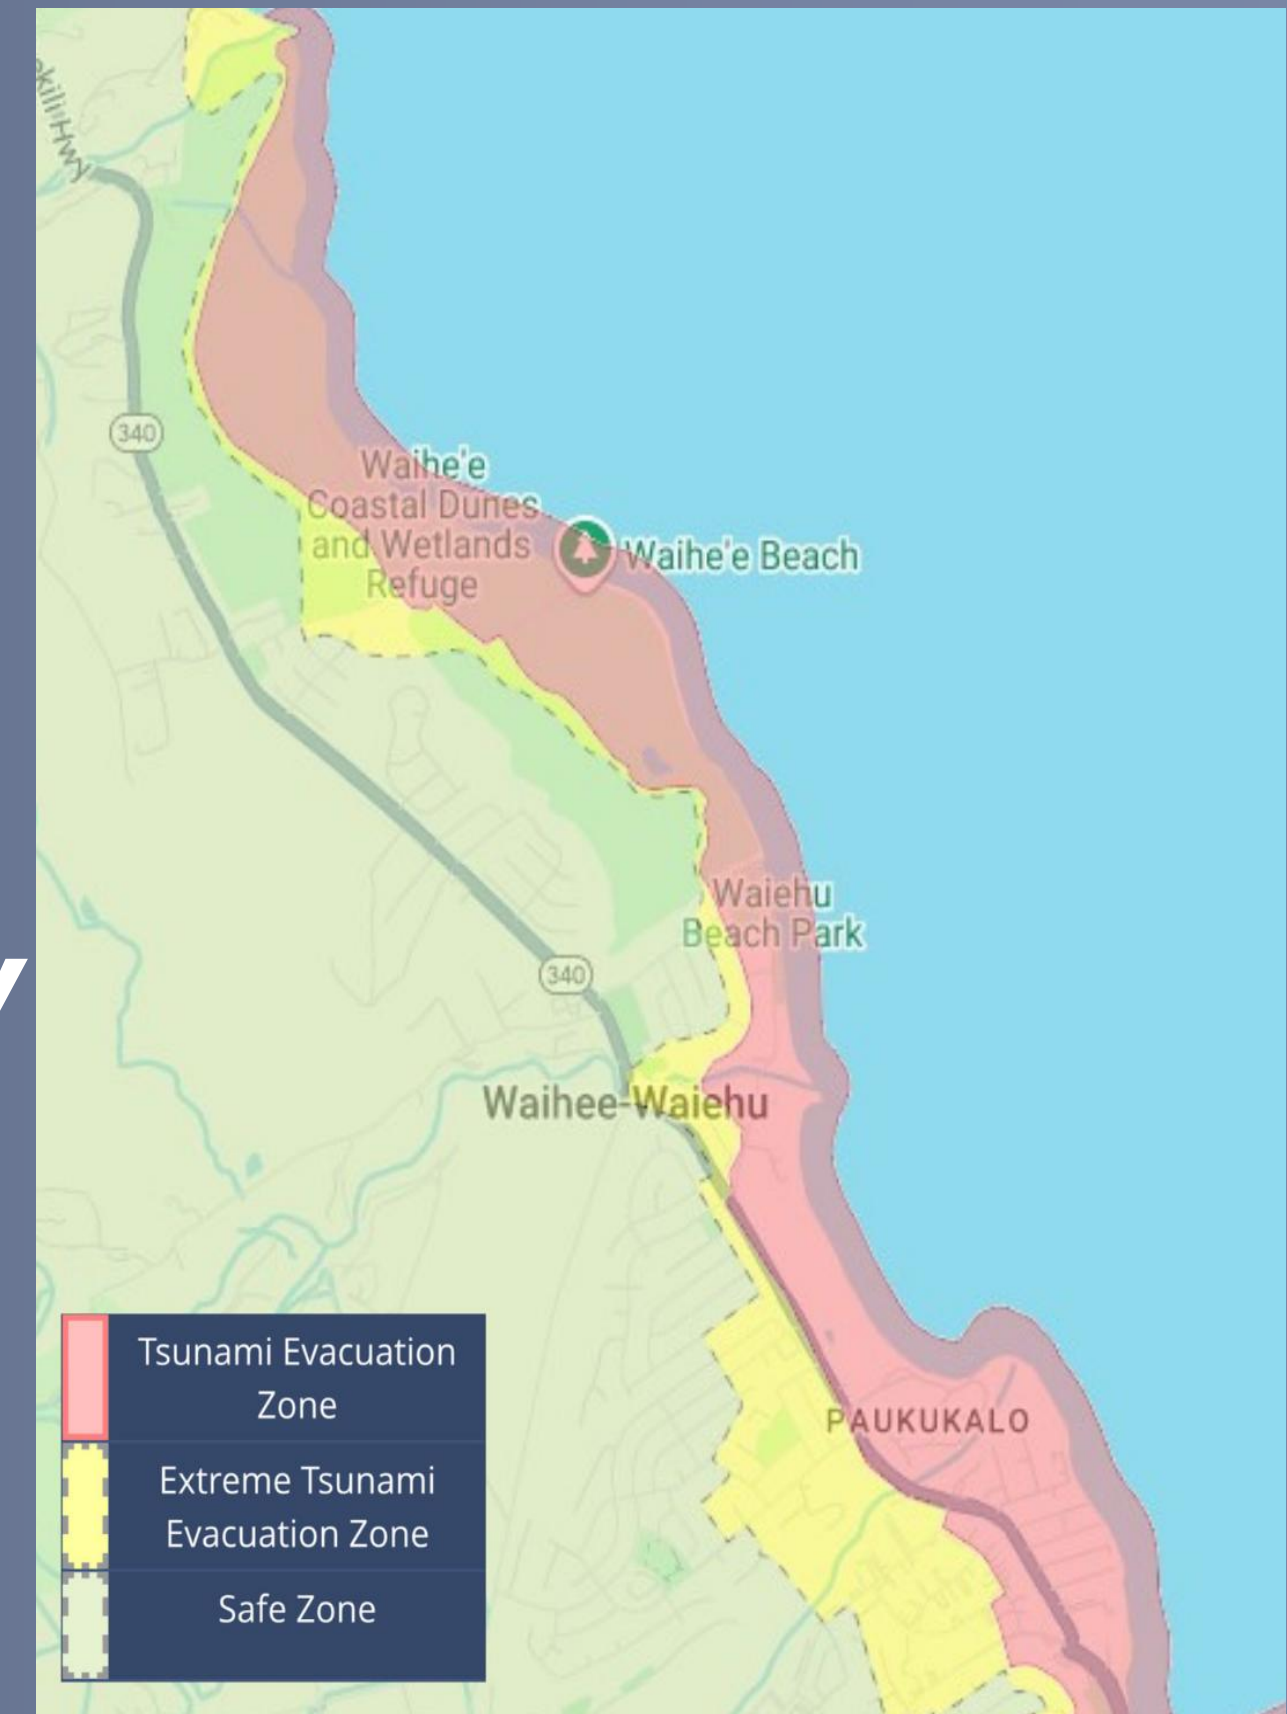 340
Waihe'e
Coastal Dunes
and Wetlands
Refuge
Waihe'e Beach
Waiehu
Beach Park
340
Waihee-Waiehu
Tsunami Evacuation
Zone
PAUKUKALO
Extreme Tsunami
Evacuation Zone
Safe Zone